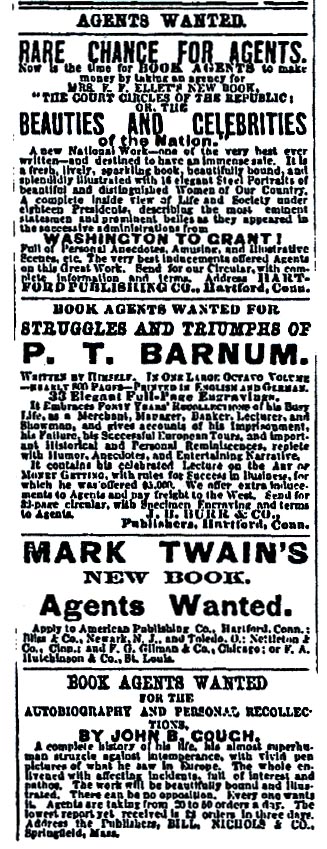 AGENTS WANTED.
RARE CHANCE FOR AGENTS.
Now is the time for BOOK AGENTS to make
money by taking an agency for
MRS. E. F. ELLET'S NEW BOOK,
"THE COURT CIRCLES OF THE REPUBLIC;
OR, THE
BEAUTIES AND CELEBRITIES
of the Nation."
A new National Work—one of the very best ever
written—and destined to have an immense sale. It is
a fresh, lively, sparkling book, beautifully bound, and
splendidly illustrated with 16 elegant Steel Portraits of
beautiful and distinguished Women of Our Country.
A complete inside view of Life and Society under
eighteen Presidents, describing the most eminent
statesmen and prominent belles as they appeared in
the successive administrations from
WASHINGTON TO GRANT!
Full of Personal Anecdotes, Amusing, and Illustrative
Scenes, etc. The very best inducements offered Agents
on this Great Work. Send for our Circular, with com-
plete information and terms. Address HART-
FORD PUBLISHING CO., Hartford, Conn.
BOOK AGENTS WANTED FOR
STRUGGLES AND TRIUMPHS OF
P. T. BARNUM.
WRITTEN BY HIMSELF. IN ONE LARGE OCTAVO VOLUME
—NEARLY 800 PAGES—PRINTED IN ENGLISH AND GERMAN.
33 Elegant Full-Page Engravings.
It EMBRACES FORTY YEARS' RECOLLECTIONS of his Busy
Life, as a Merchant, Manager, Banker, Lecturer, and
Showman, and gives accounts of his Imprisonment,
his Failure, his Successful European Tours, and import-
ant Historical and Personal Reminiscences, replete
with Humor, Anecdotes, and Entertaining Narrative.
It contains his celebrated Lecture on the ART OF
MONEY GETTING, with rules for Success in Business, for
which he was offered $5,000. We offer extra induce-
ments to Agents and pay freight to the West. Send for
32-page circular, with Specimen Engraving and terms
to Agents. J. B. BURR & CO.,
Publishers, Hartford, Conn.
MARK TWAIN'S
NEW BOOK.
Agents Wanted.
Apply to American Publishing Co., Hartford, Conn.;
Bliss & Co., Newark, N. J., and Toledo, O.; Nettleton &
Co., Cinn.; and F. G. Gilman & Co., Chicago; or F. A.
Hutchinson & Co., St. Louis.
BOOK AGENTS WANTED
FOR THE
AUTOBIOGRAPHY AND PERSONAL RECOLLEC-
TIONS,
BY JOHN B. GOUGH.
A complete history of his life, his almost superhu-
man struggle against intemperance, with vivid pen
pictures of what he saw in Europe. The whole en-
livened with affecting incidents, full of interest and
pathos. The work will be beautifully bound and illus-
trated. There can be no opposition. Every one wants
it. Agents are taking from 20 to 50 orders a day. The
lowest report yet received is orders in three days.
Address the Publishers, BILL, NICHOLS & CO.,
Springfield, Mass.